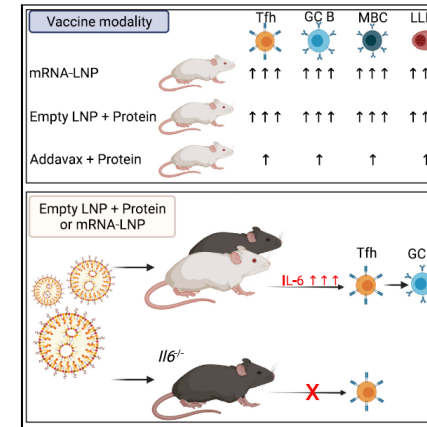 Vaccine modality
Tfh GC B MBC
mRNA-LNP ↑↑↑ ↑↑↑ ↑↑↑
Empty LNP + Protein ↑↑↑ ↑↑↑ ↑↑↑
Addavax + Protein ↑ ↑ ↑
Empty LNP + Protein
or mRNA-LNP
Tfh GC
IL-6 ↑↑↑
Il6-/-
X